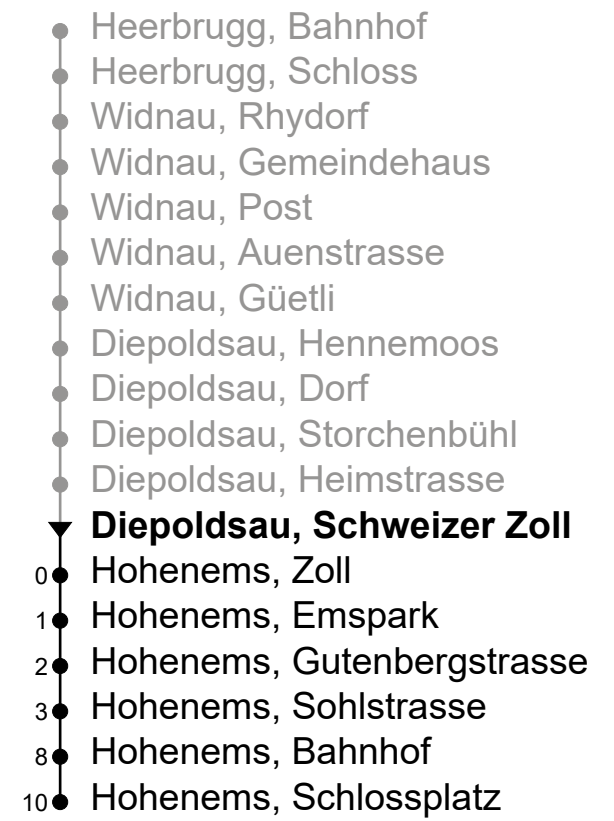 Heerbrugg, Bahnhof
Heerbrugg, Schloss
Widnau, Rhydorf
Widnau, Gemeindehaus
Widnau, Post
Widnau, Auenstrasse
Widnau, Güetli
Diepoldsau, Hennemoos
Diepoldsau, Dorf
Diepoldsau, Storchenbühl
Diepoldsau, Heimstrasse
Diepoldsau, Schweizer Zoll
0 Hohenems, Zoll
1 Hohenems, Emspark
2 Hohenems, Gutenbergstrasse
3 Hohenems, Sohlstrasse
8 Hohenems, Bahnhof
10 Hohenems, Schlossplatz